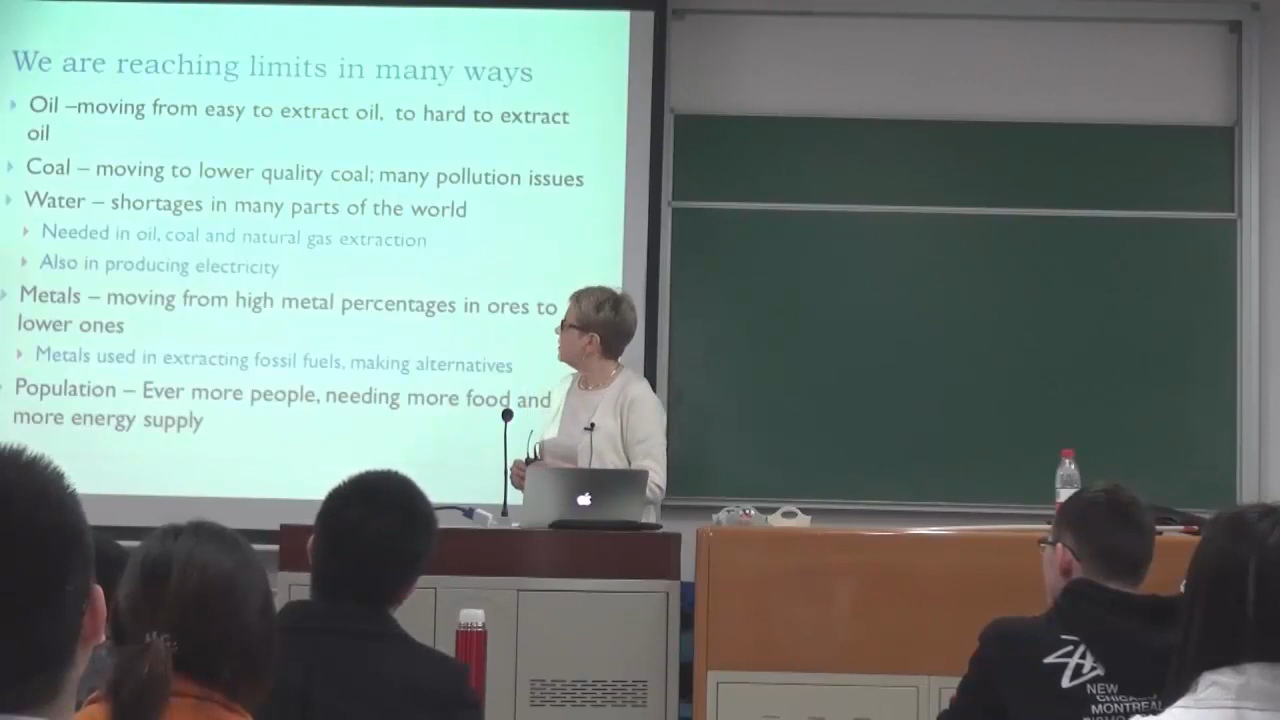 We are reaching limits in many ways
Oil –moving from easy to extract oil, to hard to extract
oil
Coal – moving to lower quality coal; many pollution issues
Water – shortages in many parts of the world
Needed in oil, coal and natural gas extraction
Also in producing electricity
Metals – moving from high metal percentages in ores to
lower ones
Metals used in extracting fossil fuels, making alternatives
Population – Ever more people, needing more food and
more energy supply
NEW
CHICAGO
MONTREAL